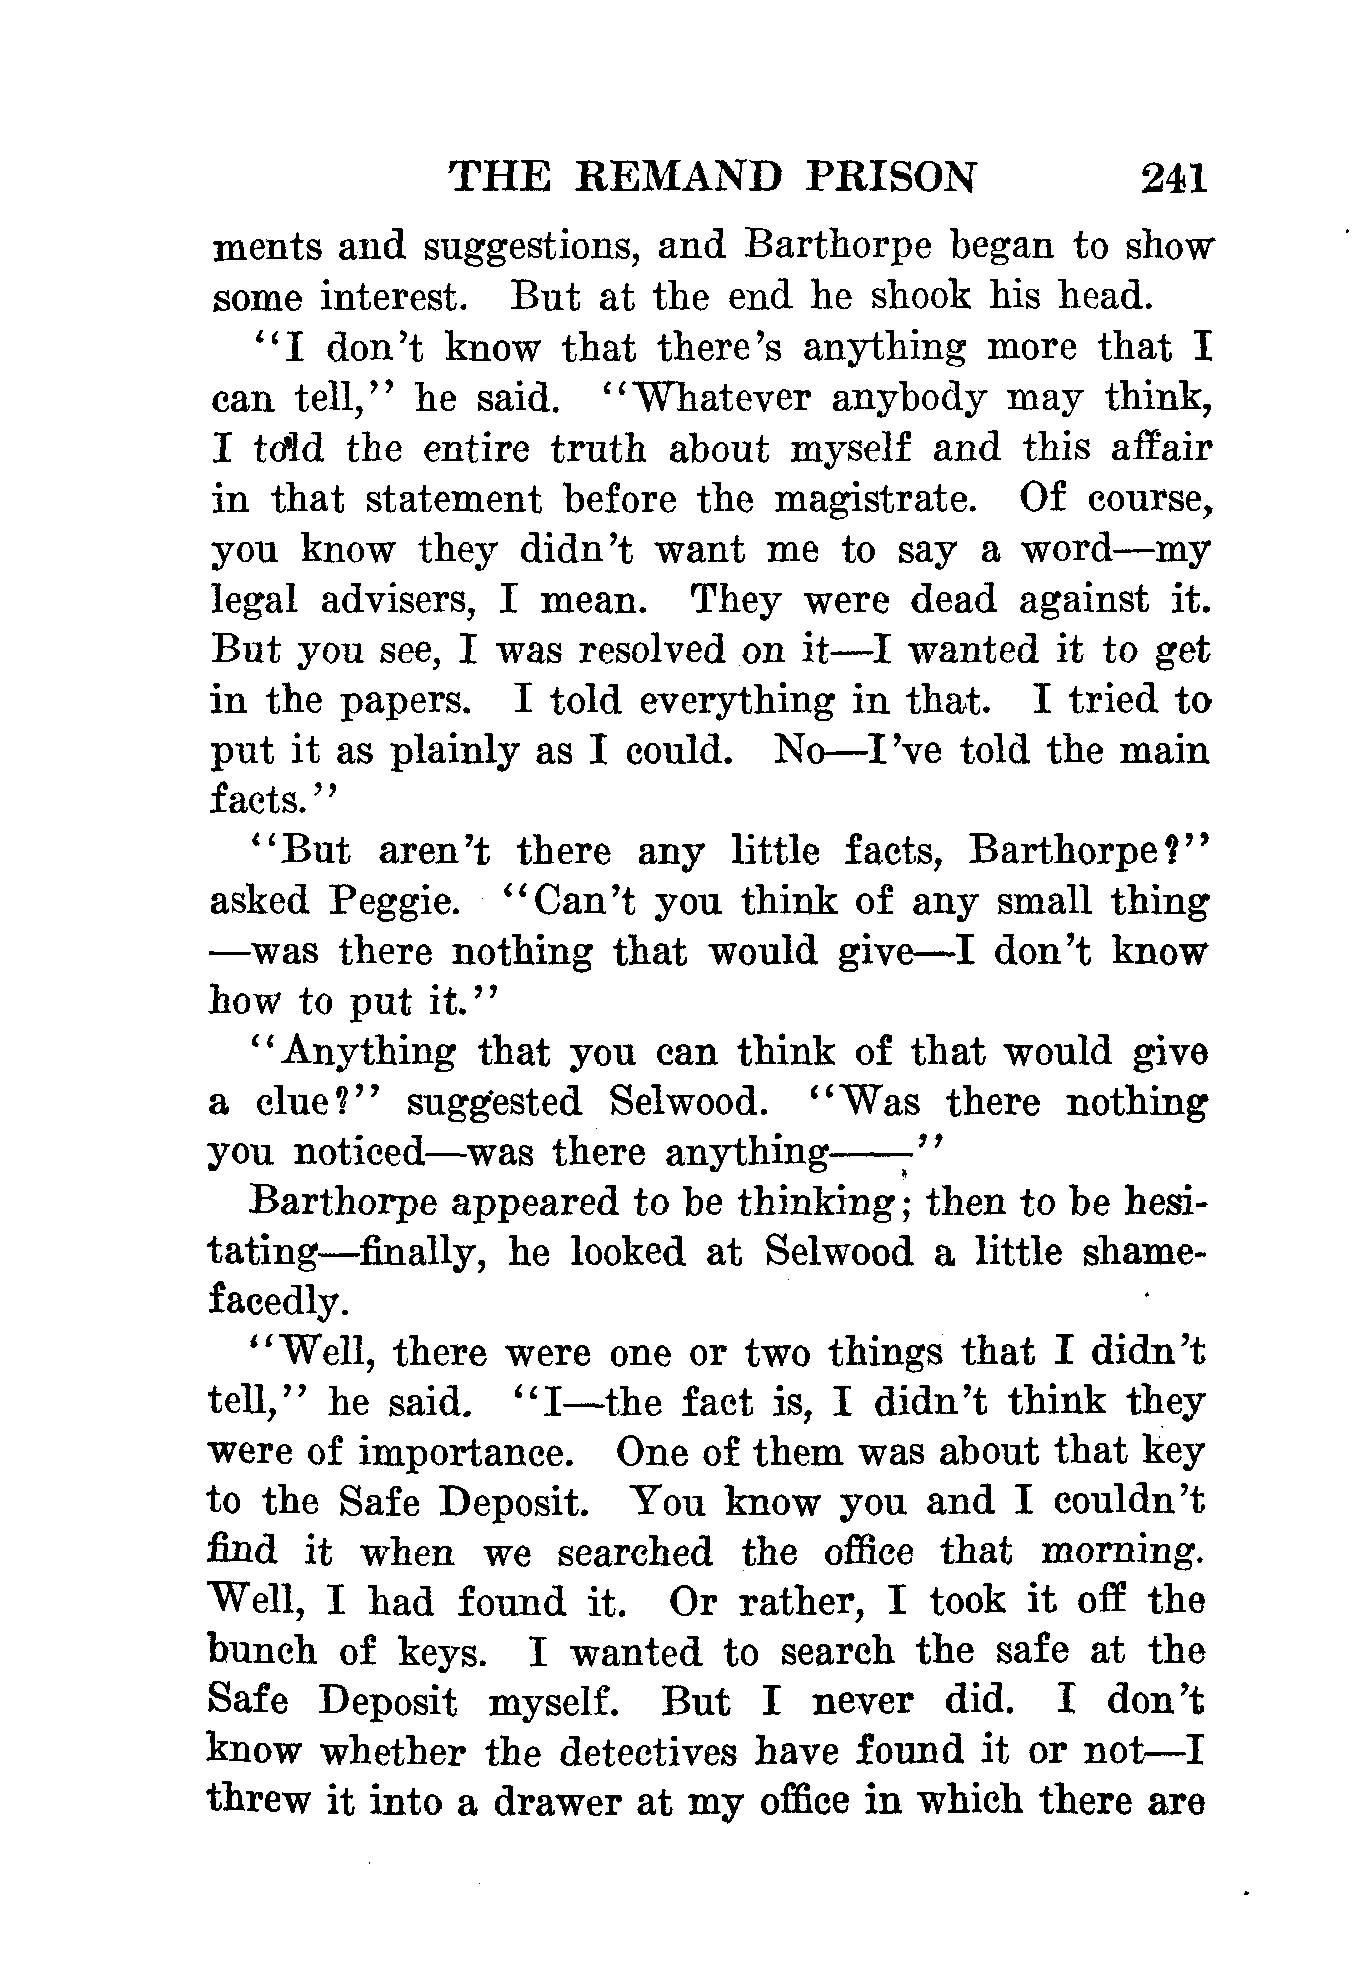 THE REMAND PRISON 241
ments and suggestions, and Barthorpe began to show
some interest. But at the end he shook his head.
"I don't know that there's anything more that I
can tell," he said. "Whatever anybody may think,
I told the entire truth about myself and this affair
in that statement before the magistrate. Of course,
you know they didn't want me to say a word—my
legal advisers, I mean. They were dead against it.
But you see, I was resolved on it—I wanted it to get
in the papers. I told everything in that. I tried to
put it as plainly as I could. No—I've told the main
facts."
"But aren't there any little facts, Barthorpe?"
asked Peggie. "Can't you think of any small thing
—was there nothing that would give—I don't know
how to put it."
"Anything that you can think of that would give
a clue?" suggested Selwood. "Was there nothing
you noticed—was there anything——"
Barthorpe appeared to be thinking; then to be hesi-
tating—finally, he looked at Selwood a little shame-
facedly.
"Well, there were one or two things that I didn't
tell," he said. "I—the fact is, I didn't think they
were of importance. One of them was about that key
to the Safe Deposit. You know you and I couldn't
find it when we searched the office that morning.
Well, I had found it. Or rather, I took it off the
bunch of keys. I wanted to search the safe at the
Safe Deposit myself. But I never did. I don't
know whether the detectives have found it or not—I
threw it into a drawer at my office in which there are